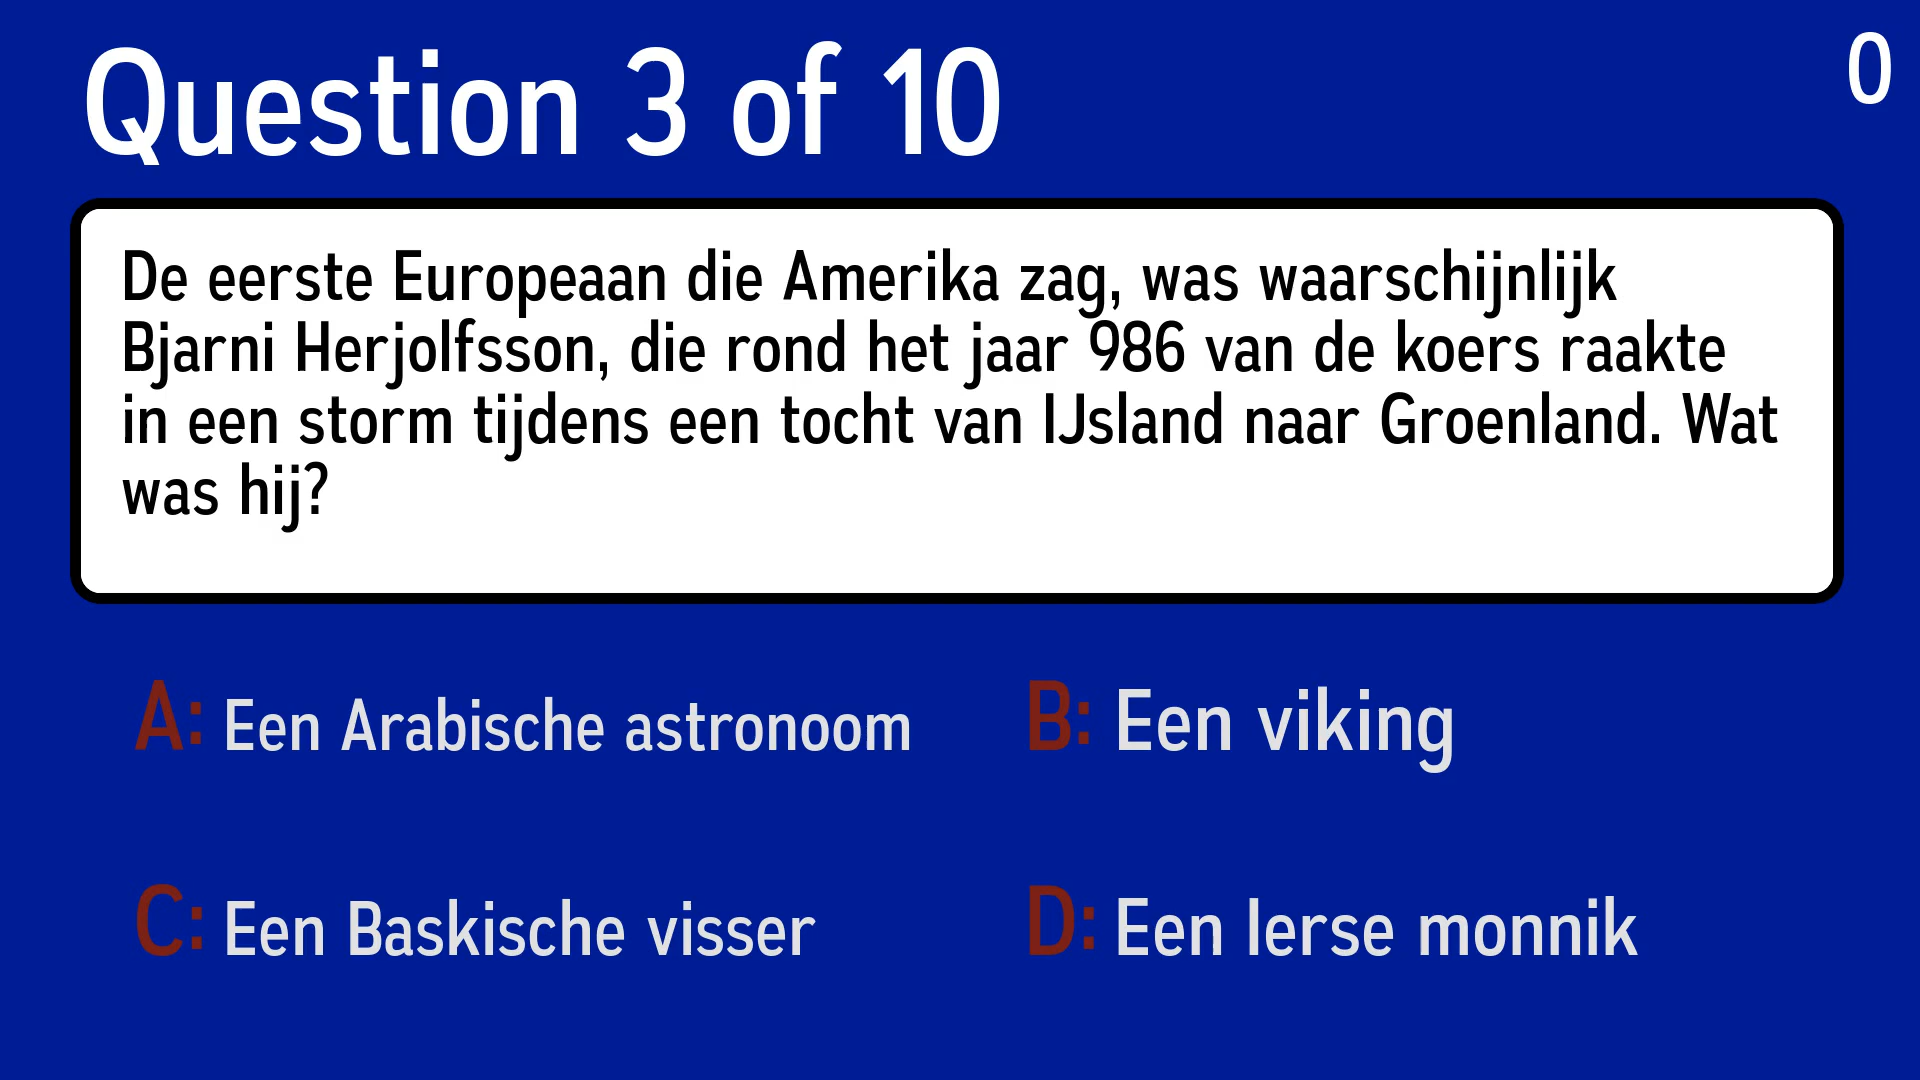 Question 3 of 10
0
De eerste Europeaan die Amerika zag, was waarschijnlijk
Bjarni Herjolfsson, die rond het jaar 986 van de koers raakte
in een storm tijdens een tocht van IJsland naar Groenland. Wat
was hij?
A: Een Arabische astronoom
B: Een viking
C: Een Baskische visser
D: Een Ierse monnik